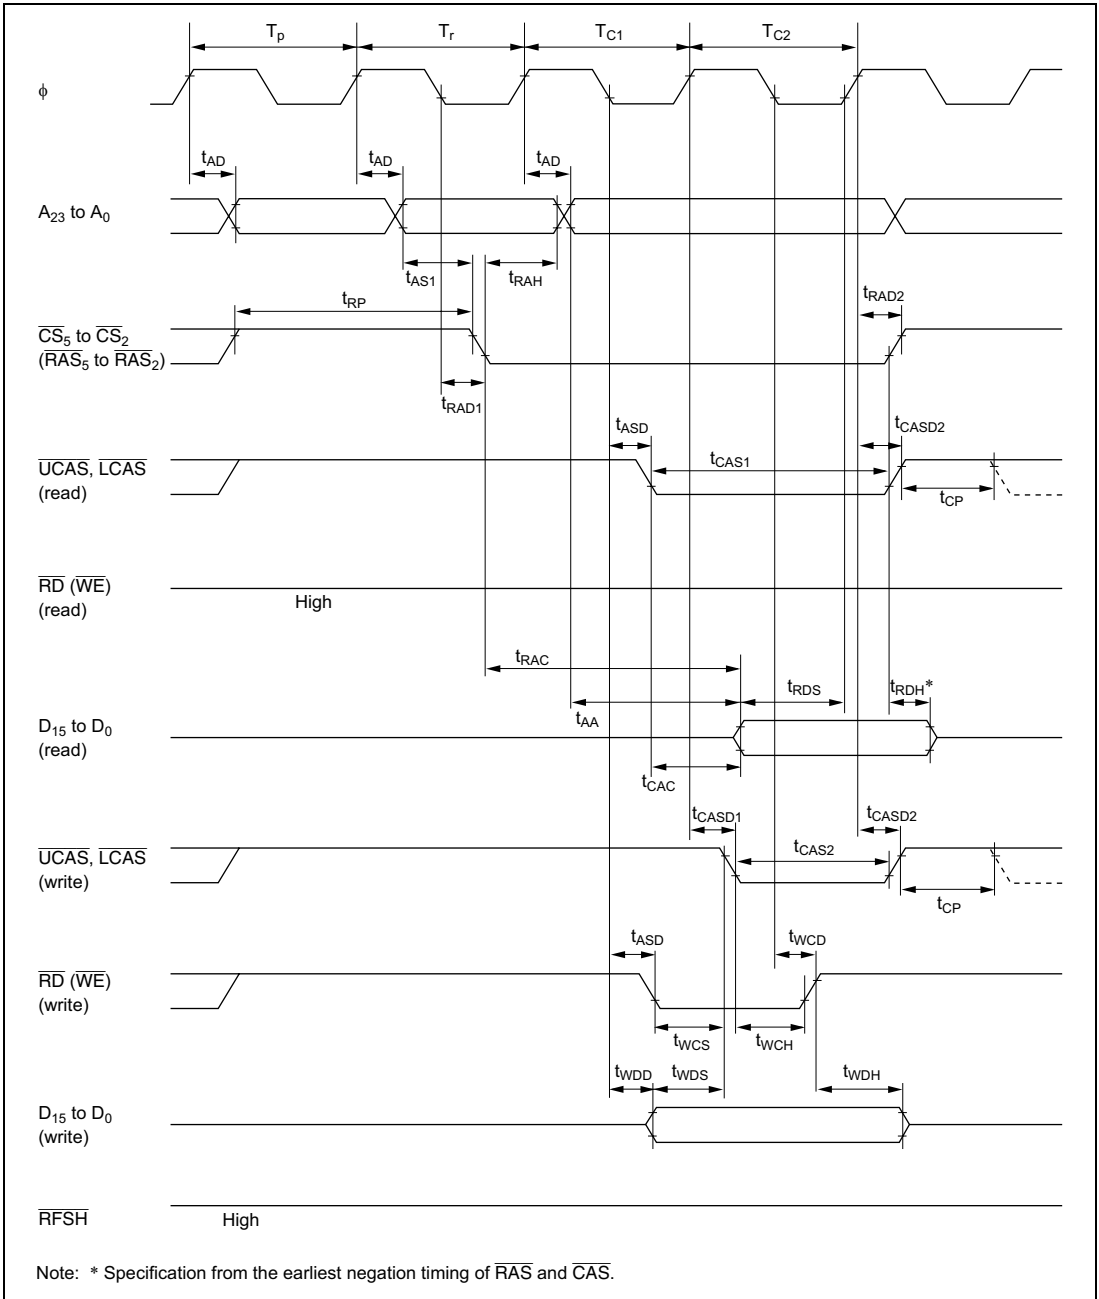 Tp Tr TC1 TC2
ϕ
tAD tAD tAD
A23 to A0
tAS1 tRAH
tRP tRAD2
CS5 to CS2
(RAS5 to RAS2)
tRAD1
tASD tCASD2
UCAS, LCAS
(read)
tCAS1
tCP
RD (WE)
(read)
High
tRAC
tRDS tRDH*
tAA
D15 to D0
(read)
tCAC
tCASD1 tCASD2
UCAS, LCAS
(write)
tCAS2
tCP
tASD tWCD
RD (WE)
(write)
tWCS tWCH
tWDD tWDS tWDH
D15 to D0
(write)
RFSH High
Note: * Specification from the earliest negation timing of RAS and CAS.